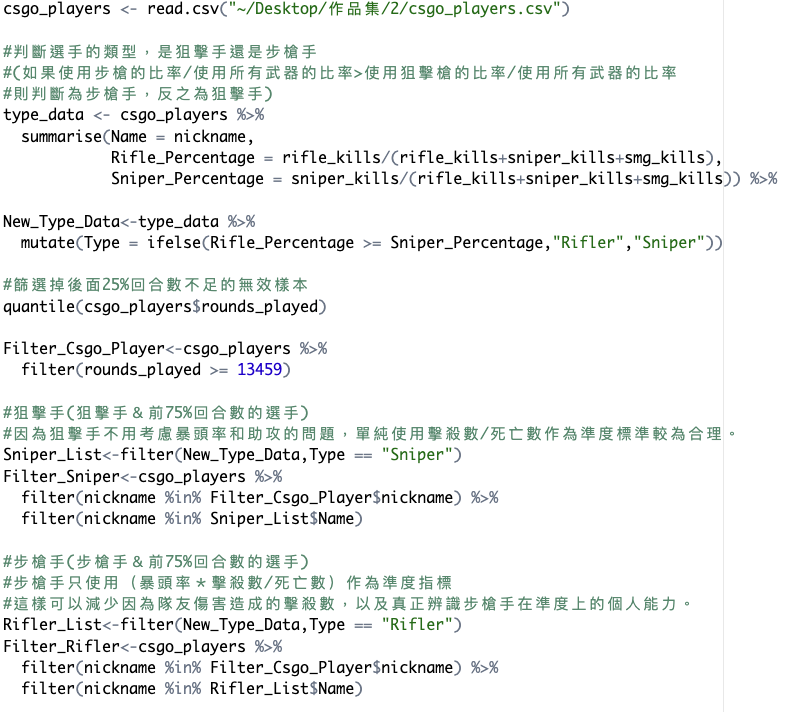 csgo_players <- read.csv("~/Desktop/作品集/2/csgo_players.csv")
#判斷選手的類型，是狙擊手還是步槍手
#(如果使用步槍的比率/使用所有武器的比率>使用狙擊槍的比率/使用所有武器的比率
#則判斷為步槍手，反之為狙擊手)
type_data <- csgo_players %>%
  summarise(Name = nickname,
            Rifle_Percentage = rifle_kills/(rifle_kills+sniper_kills+smg_kills),
            Sniper_Percentage = sniper_kills/(rifle_kills+sniper_kills+smg_kills)) %>%
New_Type_Data<-type_data %>%
  mutate(Type = ifelse(Rifle_Percentage >= Sniper_Percentage,"Rifler","Sniper"))
#篩選掉後面25%回合數不足的無效樣本
quantile(csgo_players$rounds_played)
Filter_Csgo_Player<-csgo_players %>%
  filter(rounds_played >= 13459)
#狙擊手(狙擊手＆前75%回合數的選手)
#因為狙擊手不用考慮暴頭率和助攻的問題，單純使用擊殺數/死亡數作為準度標準較為合理。
Sniper_List<-filter(New_Type_Data,Type == "Sniper")
Filter_Sniper<-csgo_players %>%
  filter(nickname %in% Filter_Csgo_Player$nickname) %>%
  filter(nickname %in% Sniper_List$Name)
#步槍手(步槍手＆前75%回合數的選手)
#步槍手只使用（暴頭率＊擊殺數/死亡數）作為準度指標
#這樣可以減少因為隊友傷害造成的擊殺數，以及真正辨識步槍手在準度上的個人能力。
Rifler_List<-filter(New_Type_Data,Type == "Rifler")
Filter_Rifler<-csgo_players %>%
  filter(nickname %in% Filter_Csgo_Player$nickname) %>%
  filter(nickname %in% Rifler_List$Name)